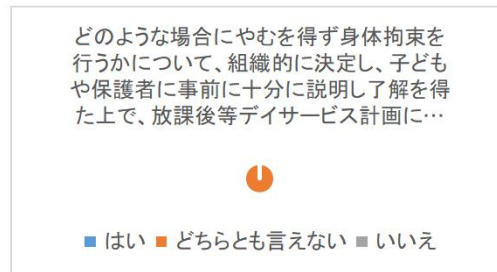 どのような場合にやむを得ず身体拘束を
行うかについて、組織的に決定し、子ども
や保護者に事前に十分に説明し了解を得
た上で、放課後等デイサービス計画に…
はい どちらとも言えない いいえ